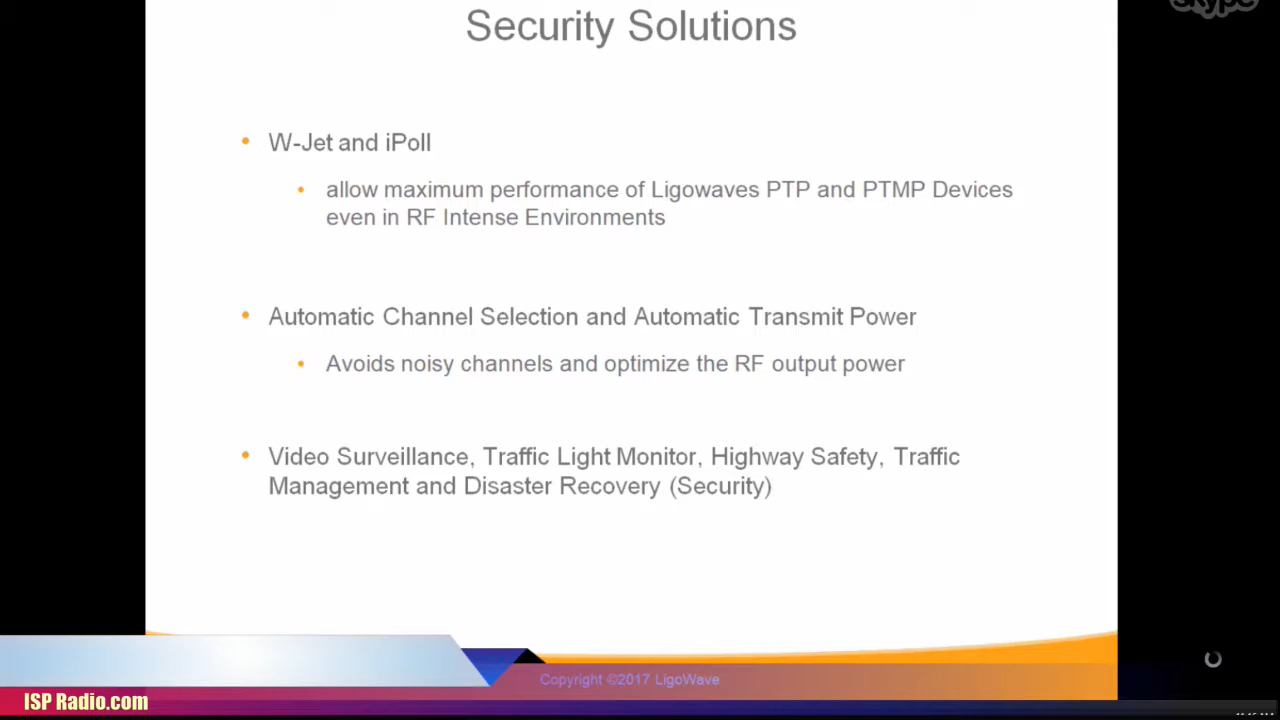 skype
Security Solutions
• W-Jet and iPoll
• allow maximum performance of Ligowaves PTP and PTMP Devices
even in RF Intense Environments
• Automatic Channel Selection and Automatic Transmit Power
• Avoids noisy channels and optimize the RF output power
• Video Surveillance, Traffic Light Monitor, Highway Safety, Traffic
Management and Disaster Recovery (Security)
Copyright ©2017 LigoWave
ISP Radio.com